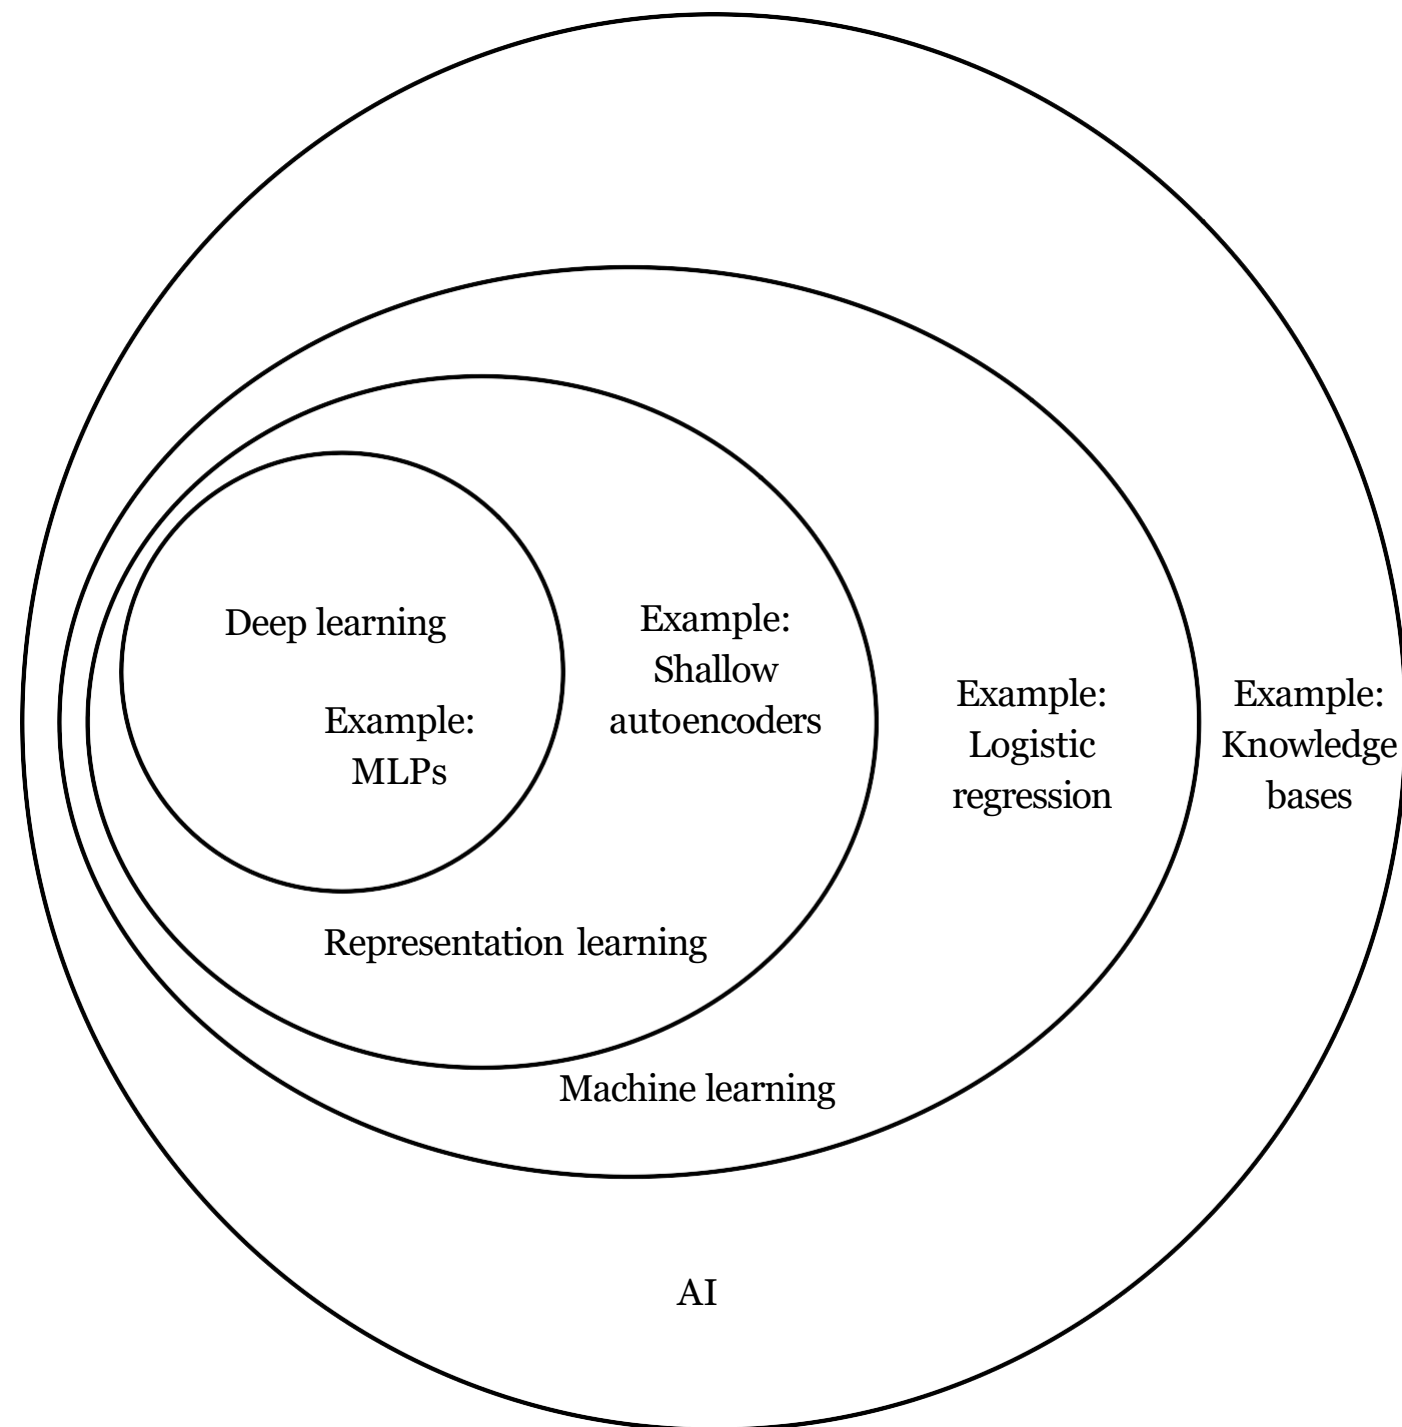 Deep learning
Example:
MLPs
Example:
Shallow
autoencoders
Example:
Logistic
regression
Example:
Knowledge
bases
Representation learning
Machine learning
AI